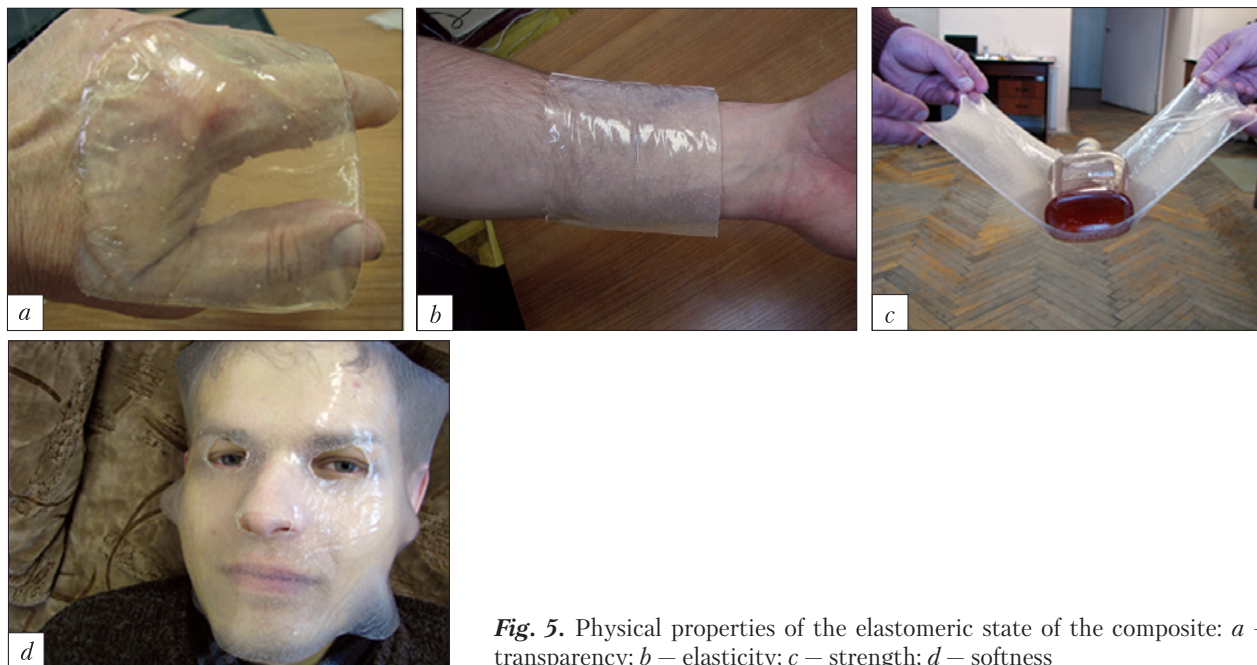 a
b
c
d
Fig. 5. Physical properties of the elastomeric state of the composite: a –
transparency; b – elasticity; c – strength; d – softness